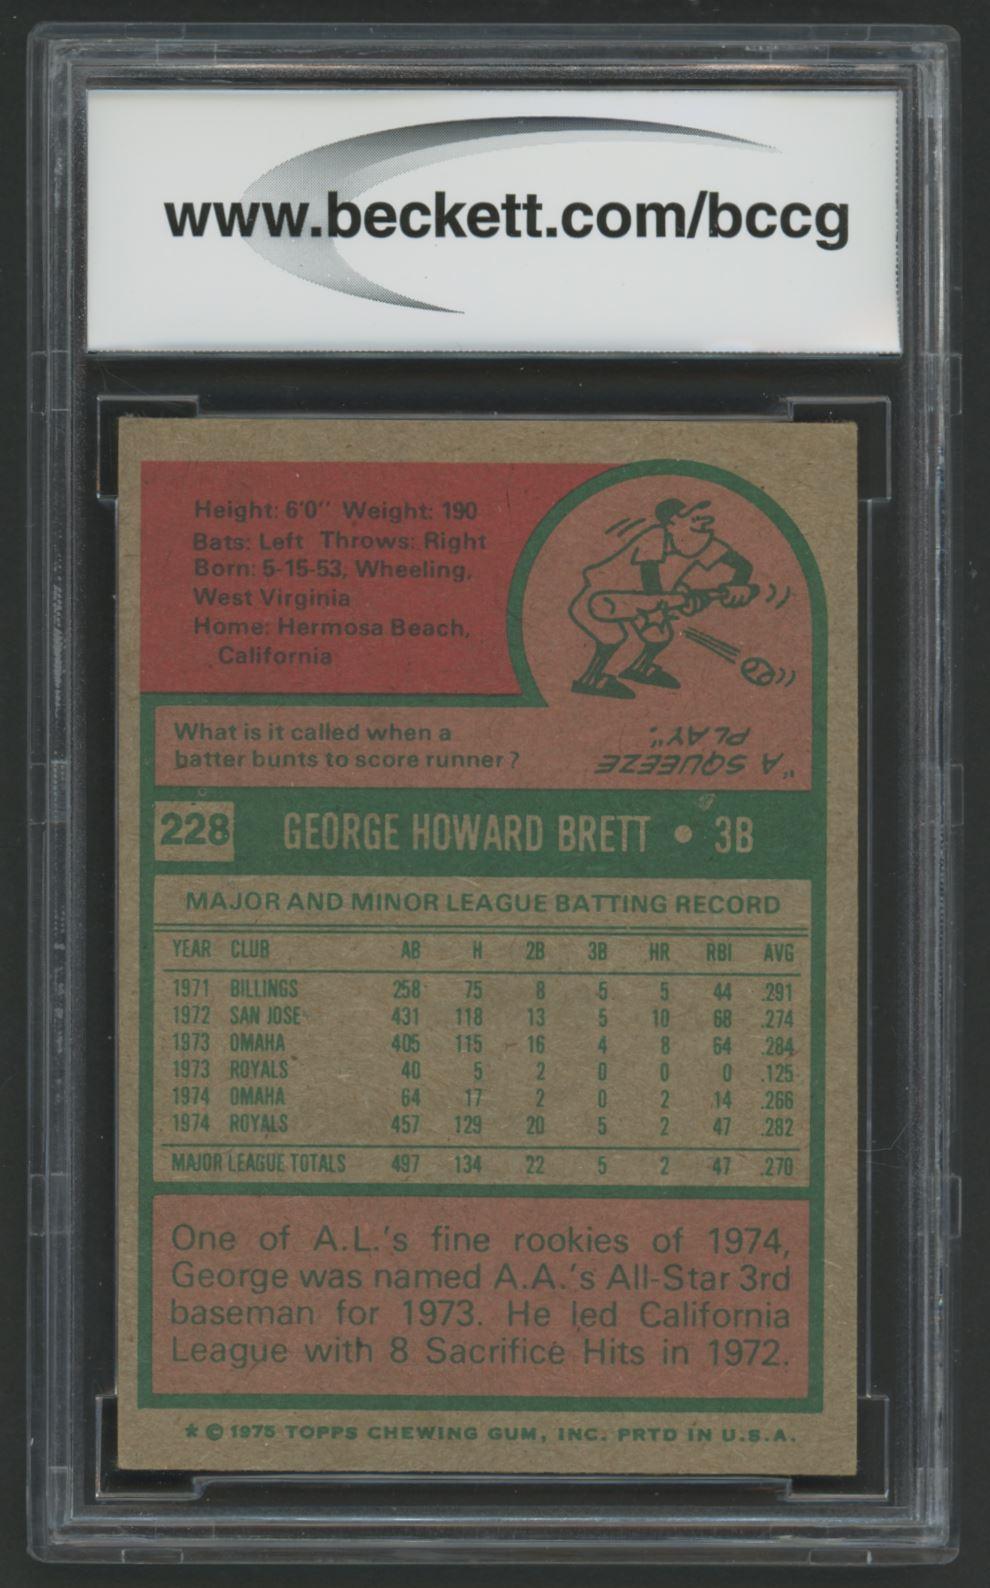 www.beckett.com/bccg
Height: 6'0" Weight: 190
Bats: Left Throws: Right
Born: 5-15-53, Wheeling,
West Virginia
Home: Hermosa Beach,
California
What is it called when a
batter bunts to score runner?
"A SQUEEZE
PLAY".
228 GEORGE HOWARD BRETT • 3B
MAJOR AND MINOR LEAGUE BATTING RECORD
YEAR CLUB AB H 2B 3B HR RBI AVG
1971 BILLINGS 258 75 8 5 5 44 .291
1972 SAN JOSE 431 118 13 5 10 68 .274
1973 OMAHA 405 115 16 4 8 64 .284
1973 ROYALS 40 5 2 0 0 0 .125
1974 OMAHA 64 17 2 0 2 14 .266
1974 ROYALS 457 129 20 5 2 47 .282
MAJOR LEAGUE TOTALS 497 134 22 5 2 47 .270
One of A.L.'s fine rookies of 1974,
George was named A.A.'s All-Star 3rd
baseman for 1973. He led California
League with 8 Sacrifice Hits in 1972.
* © 1975 TOPPS CHEWING GUM, INC. PRTD IN U.S.A.